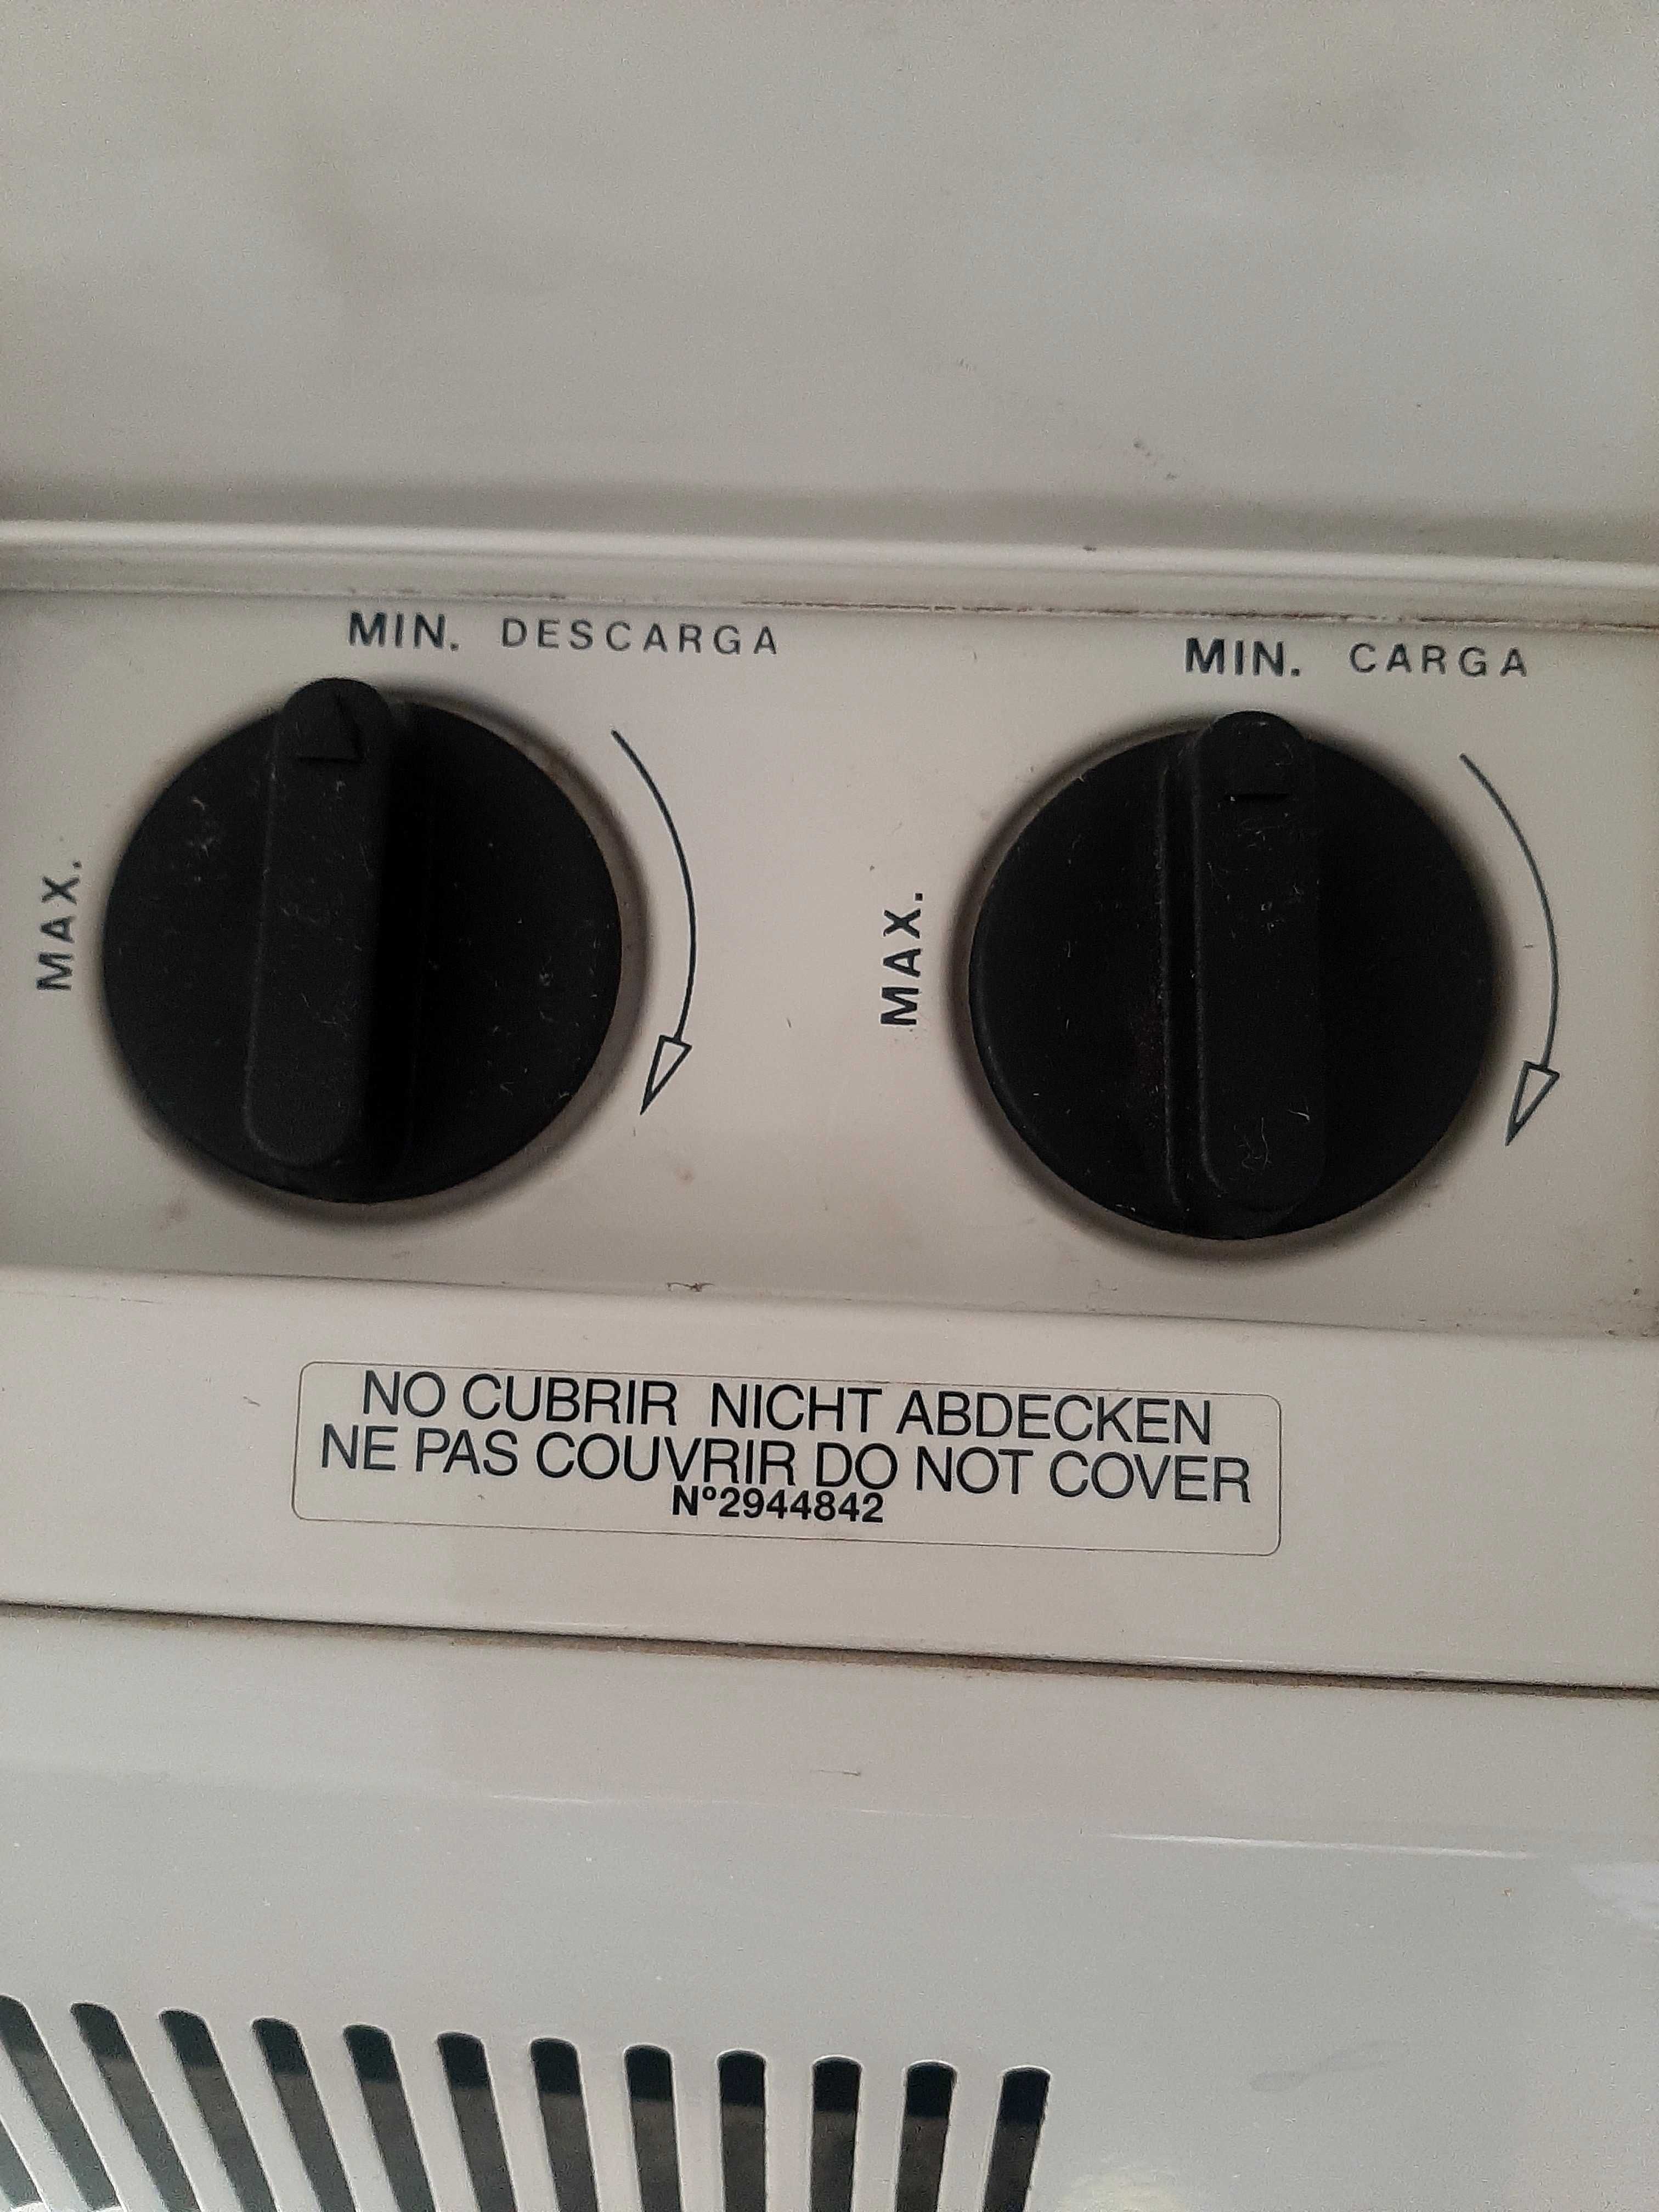 MIN. DESCARGA
MAX.
MIN. CARGA
MAX.
NO CUBRIR NICHT ABDECKEN
NE PAS COUVRIR DO NOT COVER
Nº2944842